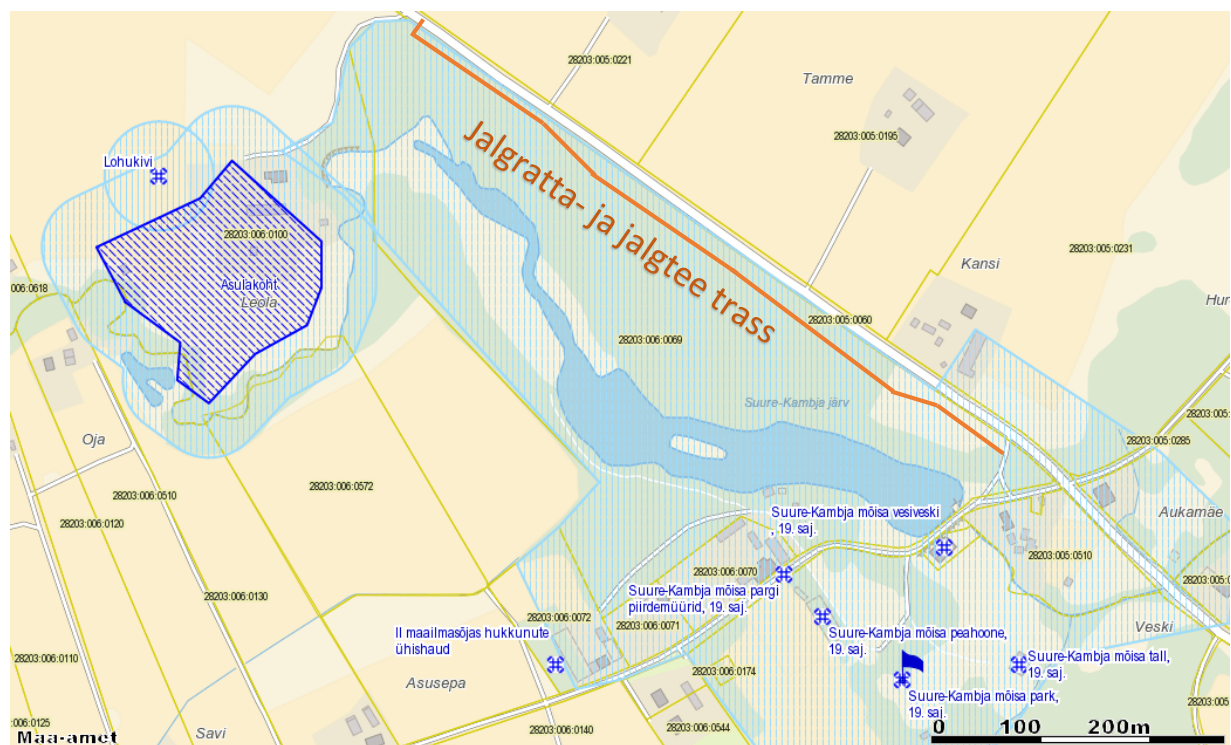 28203:005:0221
Tamme
28203:005:0195
Lohukivi
28203:006:0100
Asulakoht
Leola
006:0618
Jalgratta- ja jalgtee trass
28203:005:0231
Kansi
28203:005:0060
28203:006:0069
Suure-Kambja järv
Oja
28203:006:0510
28203:006:0120
28203:006:0572
28203:005:0285
Aukamäe
Suure-Kambja mõisa vesiveski
, 19. saj.
28203:005:0510
28203:006:0070
28203:006:0130
Suure-Kambja mõisa pargi
piirdemüürid, 19. saj.
28203:006:0072
28203:006:0071
II maailmasõjas hukkunute
ühishaud
Suure-Kambja mõisa peahoone,
19. saj.
Veski
Suure-Kambja mõisa tall,
19. saj.
28203:006:0110
28203:006:0174
Asusepa
Suure-Kambja mõisa park,
19. saj.
28203:006:0125
Savi
28203:006:0140
28203:006:0544
Maa-amet
0 100 200m